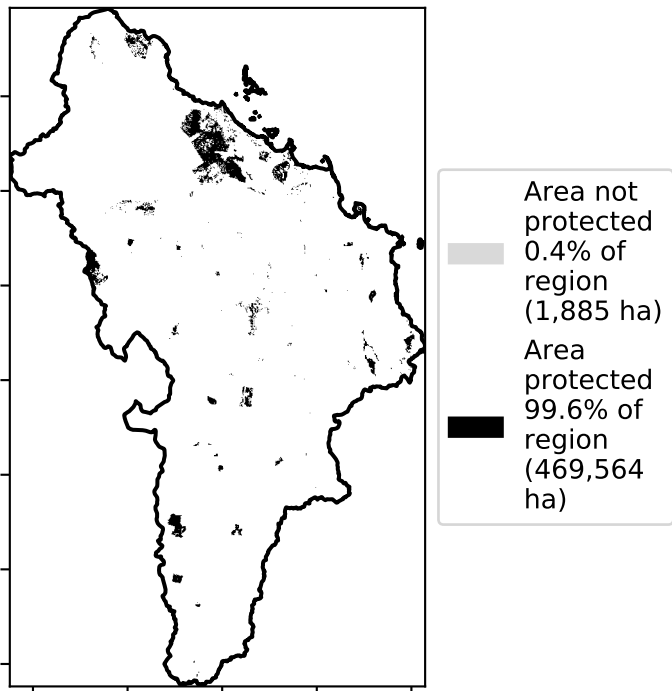 Area not
protected
0.4% of
region
(1,885 ha)
Area
protected
99.6% of
region
(469,564
ha)